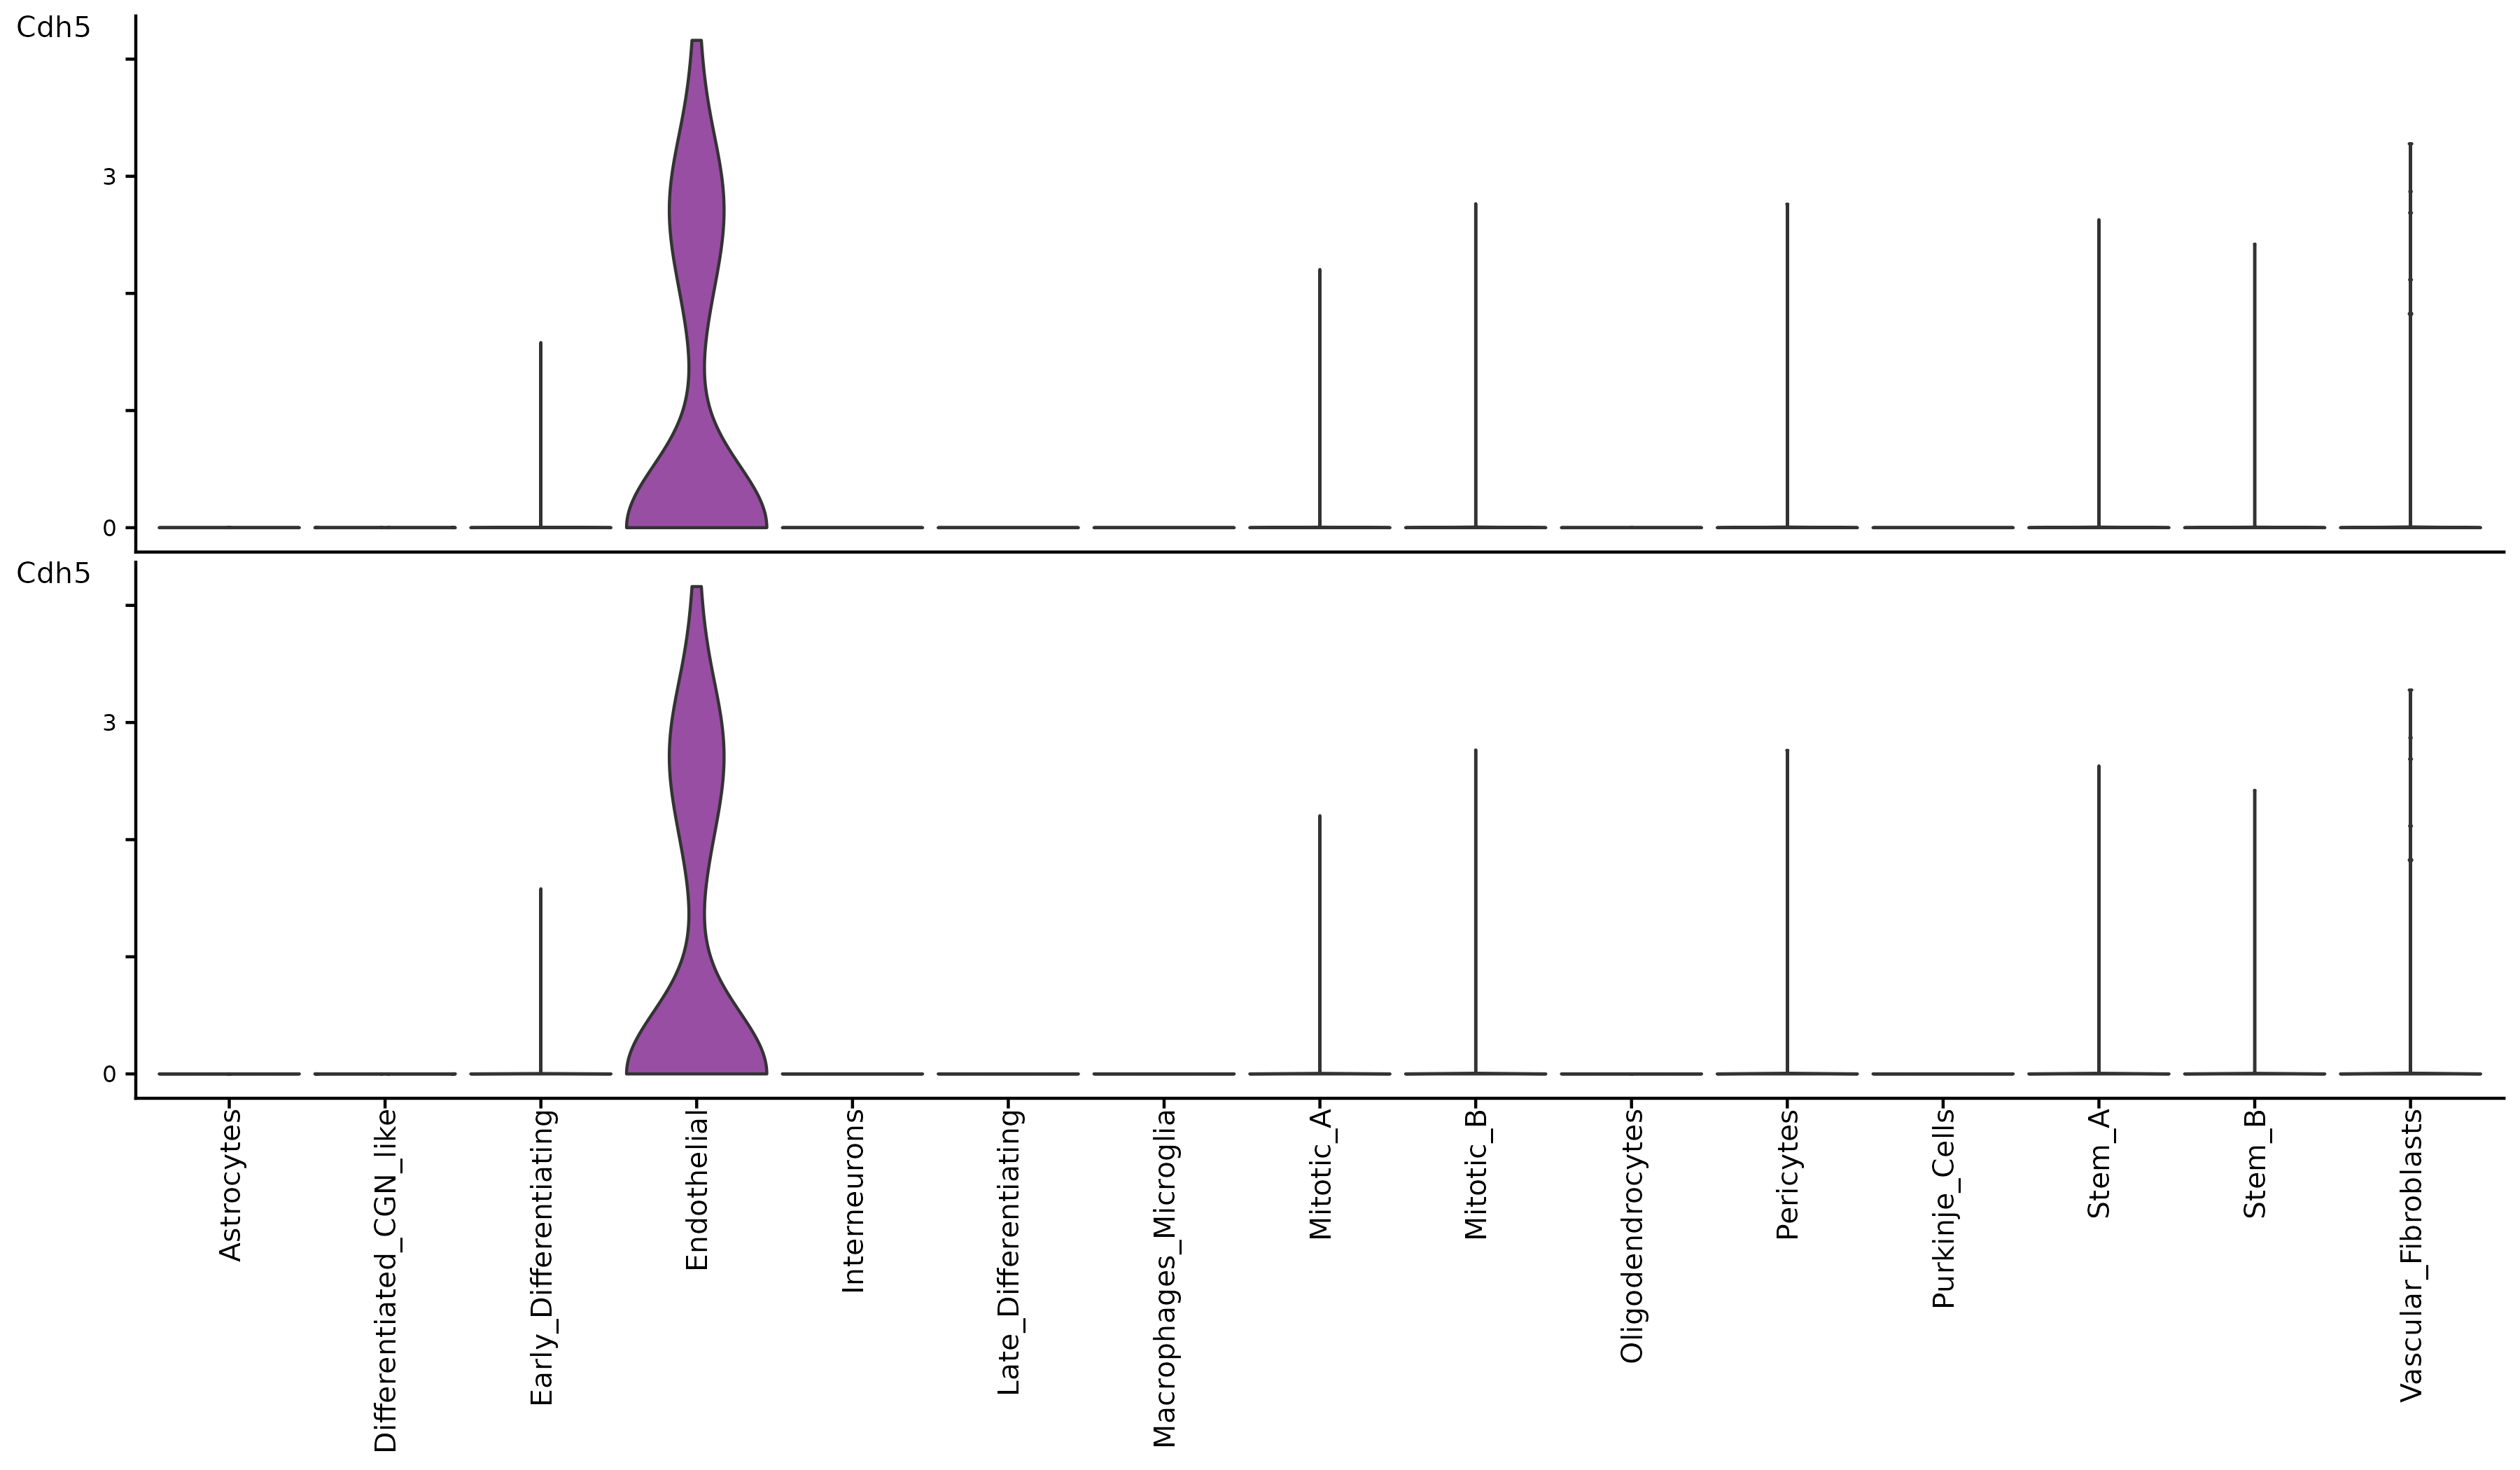 Cdh5
3
0
Cdh5
3
0
Astrocytes
Differentiated_CGN_like
Early_Differentiating
Endothelial
Interneurons
Late_Differentiating
Macrophages_Microglia
Mitotic_A
Mitotic_B
Oligodendrocytes
Pericytes
Purkinje_Cells
Stem_A
Stem_B
Vascular_Fibroblasts